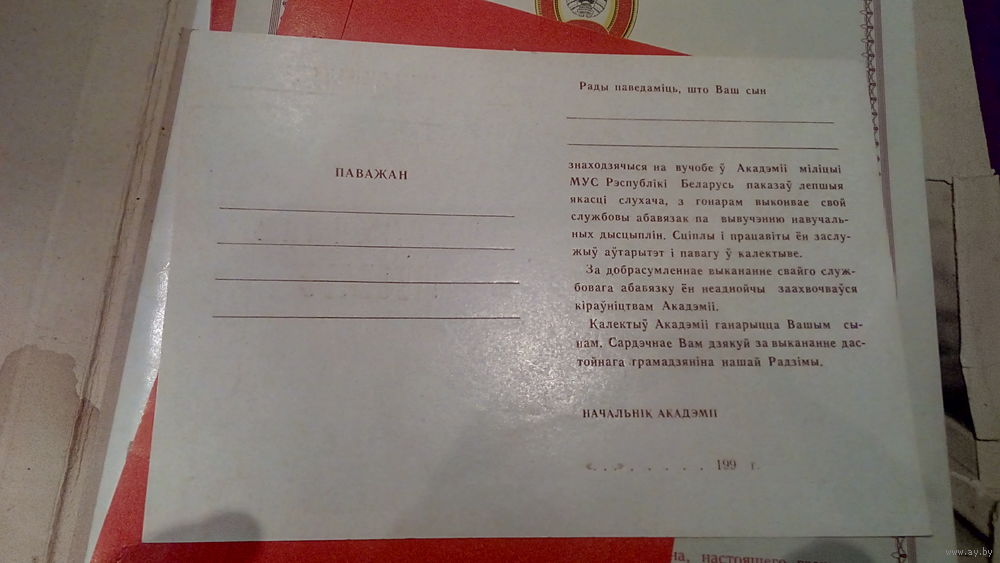 ПАВАЖАН
Рады паведаміць, што Ваш сын
знаходзячыся на вучобе ў Акадэміі міліцыі
МУС Рэспублікі Беларусь паказаў лепшыя
якасці слухача, з гонарам выконвае свой
службовы абавязак па вывучэнню навучаль-
ных дысцыплін. Сціплы і працавіты ён заслу-
жыў аўтарытэт і павагу ў калектыве.
За добрасумленнае выкананне свайго служ-
бовага абавязку ён неаднойчы заахвочваўся
кіраўніцтвам Акадэміі.
Калектыў Акадэміі ганарыцца Вашым сы-
нам. Сардэчнае Вам дзякуй за выкананне дас-
тойнага грамадзяніна нашай Радзімы.
НАЧАЛЬНІК АКАДЭМІІ
«. . .» . . . . . . 199 г.
на, настоящего
www.ay.by